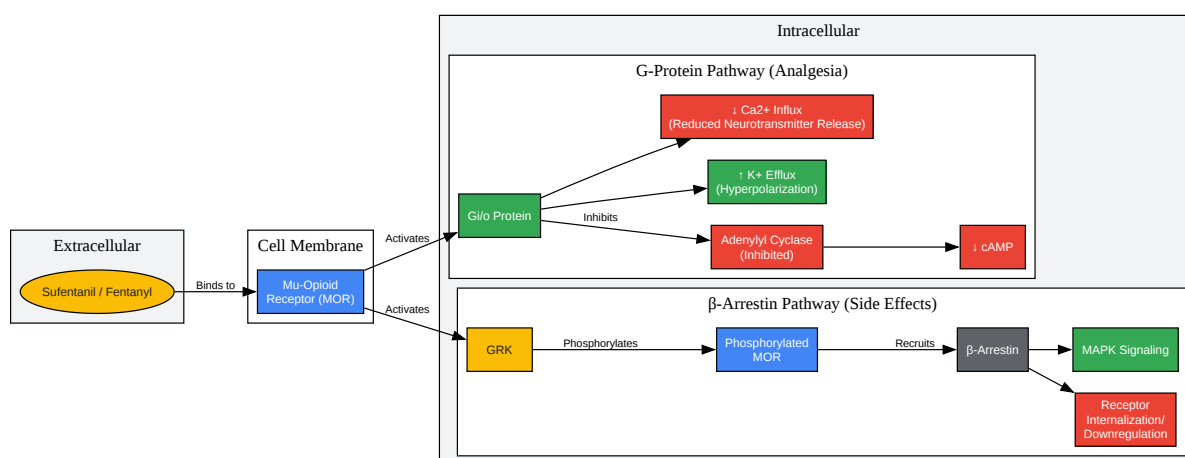 Intracellular
G-Protein Pathway (Analgesia)
↓ Ca2+ Influx
(Reduced Neurotransmitter Release)
↑ K+ Efflux
(Hyperpolarization)
Gi/o Protein
Inhibits
Adenylyl Cyclase
(Inhibited)
↓ cAMP
Extracellular
Sufentanil / Fentanyl
Binds to
Cell Membrane
Mu-Opioid
Receptor (MOR)
Activates
Activates
β-Arrestin Pathway (Side Effects)
GRK
Phosphorylates
Phosphorylated
MOR
Recruits
β-Arrestin
MAPK Signaling
Receptor
Internalization/
Downregulation